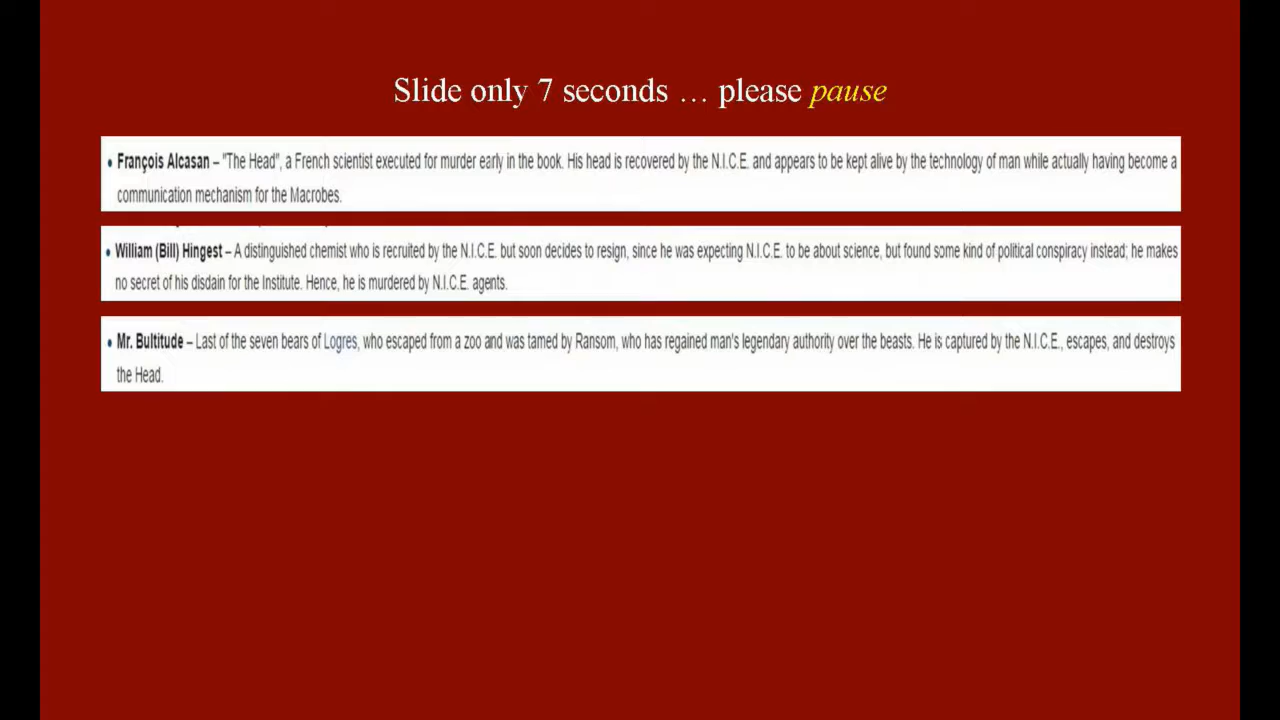 Slide only 7 seconds … please pause
• François Alcasan – "The Head", a French scientist executed for murder early in the book. His head is recovered by the N.I.C.E. and appears to be kept alive by the technology of man while actually having become a
communication mechanism for the Macrobes.
• William (Bill) Hingest – A distinguished chemist who is recruited by the N.I.C.E. but soon decides to resign, since he was expecting N.I.C.E. to be about science, but found some kind of political conspiracy instead; he makes
no secret of his disdain for the Institute. Hence, he is murdered by N.I.C.E. agents.
• Mr. Bultitude – Last of the seven bears of Logres, who escaped from a zoo and was tamed by Ransom, who has regained man's legendary authority over the beasts. He is captured by the N.I.C.E., escapes, and destroys
the Head.